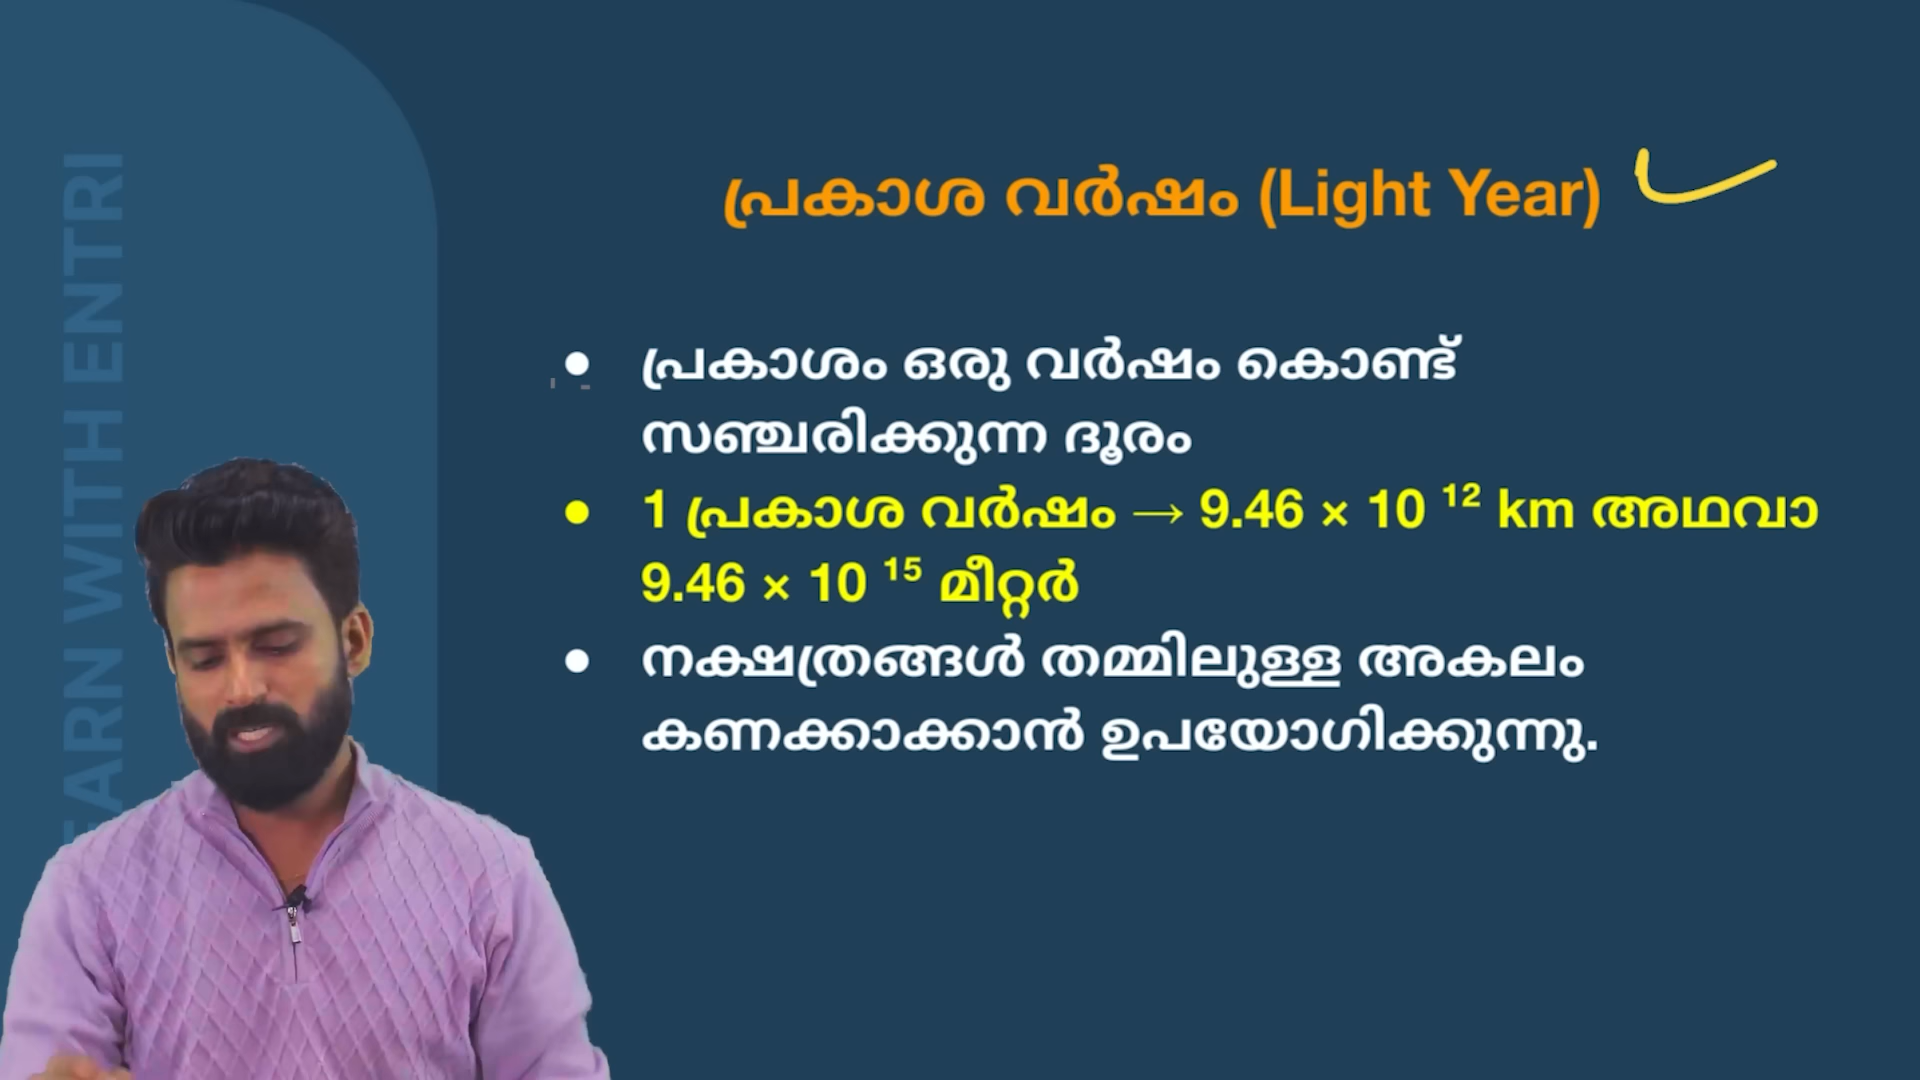 പ്രകാശ വർഷം (Light Year)
• പ്രകാശം ഒരു വർഷം കൊണ്ട്
സഞ്ചരിക്കുന്ന ദൂരം
• 1 പ്രകാശ വർഷം → 9.46 × 10 ¹² km അഥവാ
9.46 × 10 ¹⁵ മീറ്റർ
• നക്ഷത്രങ്ങൾ തമ്മിലുള്ള അകലം
കണക്കാക്കാൻ ഉപയോഗിക്കുന്നു.
EARN WITH ENTRI